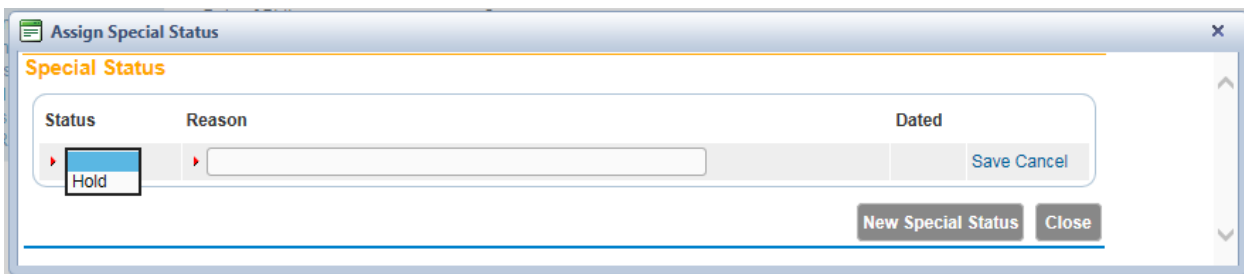 Assign Special Status
Special Status
Status Reason Dated
Save Cancel
Hold
New Special Status Close